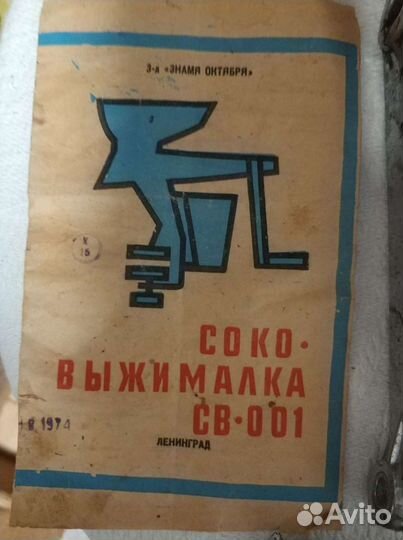 З-д «ЗНАМЯ ОКТЯБРЯ»
СОКО-
ВЫЖИМАЛКА
СВ-001
1974
ЛЕНИНГРАД
Avito